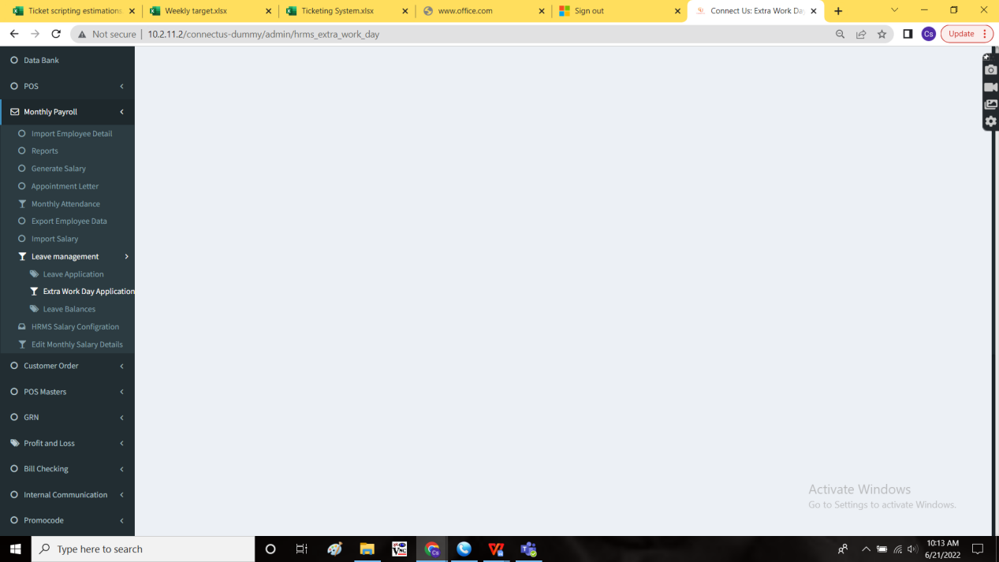 Ticket scripting estimations
Weekly target.xlsx
Ticketing System.xlsx
www.office.com
Sign out
Connect Us: Extra Work Day
Not secure
10.2.11.2/connectus-dummy/admin/hrms_extra_work_day
Cs
Update
Data Bank
POS
Monthly Payroll
Import Employee Detail
Reports
Generate Salary
Appointment Letter
Monthly Attendance
Export Employee Data
Import Salary
Leave management
Leave Application
Extra Work Day Application
Leave Balances
HRMS Salary Configration
Edit Monthly Salary Details
Customer Order
POS Masters
GRN
Profit and Loss
Bill Checking
Internal Communication
Promocode
Activate Windows
Go to Settings to activate Windows.
Type here to search
10:13 AM
6/21/2022